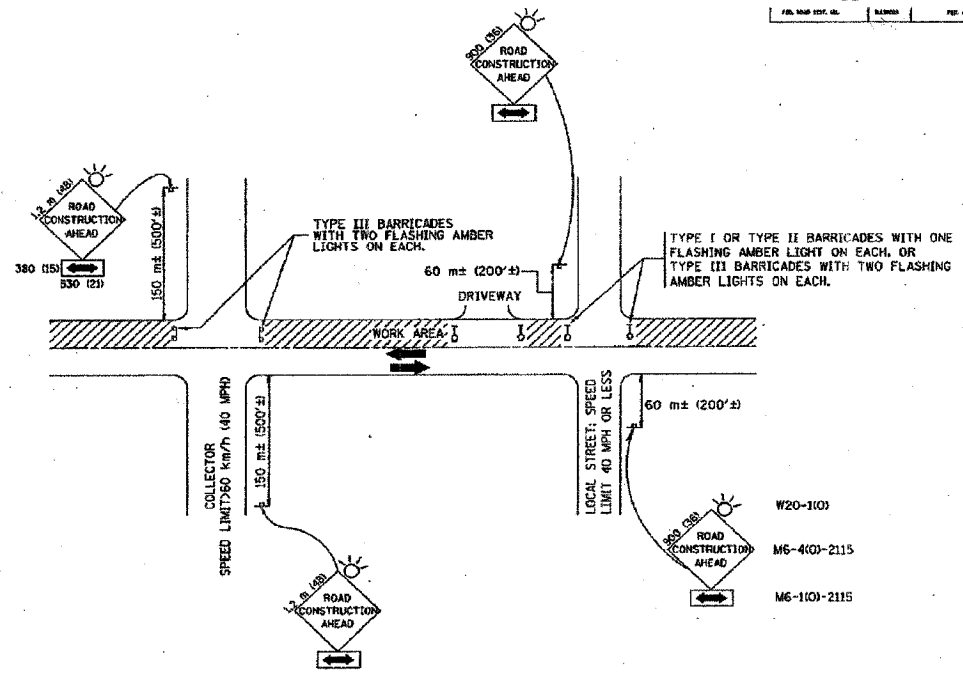 900 (36)
ROAD
CONSTRUCTION
AHEAD
1.2 m (48)
ROAD
CONSTRUCTION
AHEAD
380 (15)
530 (21)
150 m± (500'±)
TYPE III BARRICADES
WITH TWO FLASHING AMBER
LIGHTS ON EACH.
60 m± (200'±)
DRIVEWAY
TYPE I OR TYPE II BARRICADES WITH ONE
FLASHING AMBER LIGHT ON EACH, OR
TYPE III BARRICADES WITH TWO FLASHING
AMBER LIGHTS ON EACH.
WORK AREA
COLLECTOR
SPEED LIMIT>60 km/h (40 MPH)
150 m± (500'±)
LOCAL STREET; SPEED
LIMIT 40 MPH OR LESS
60 m± (200'±)
1.2 m (48)
ROAD
CONSTRUCTION
AHEAD
900 (36)
ROAD
CONSTRUCTION
AHEAD
W20-1(O)
M6-4(O)-2115
M6-1(O)-2115